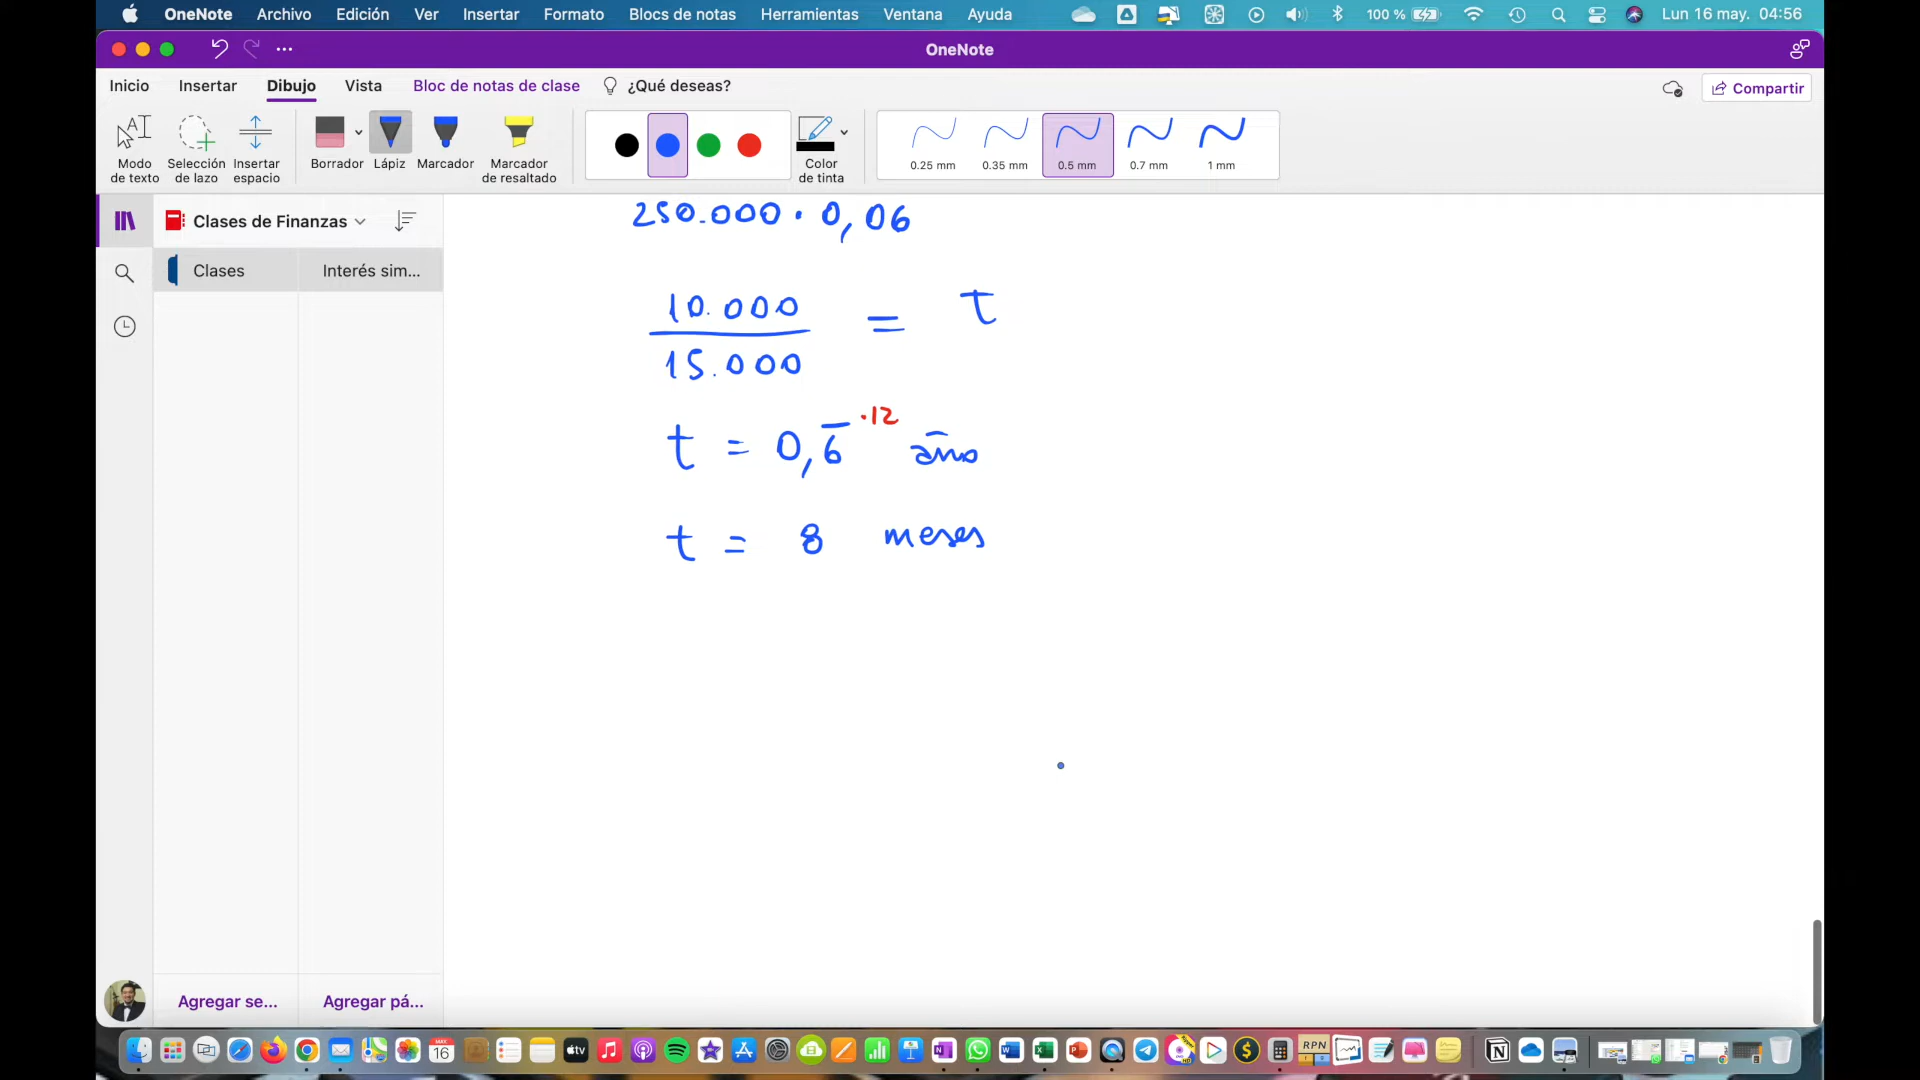 OneNote Archivo Edición Ver Insertar Formato Blocs de notas Herramientas Ventana Ayuda 100 % Lun 16 may. 04:56
OneNote
Inicio Insertar Dibujo Vista Bloc de notas de clase ¿Qué deseas? Compartir
Modo de texto
Selección de lazo
Insertar espacio
Borrador
Lápiz
Marcador
Marcador de resaltado
Color de tinta
0.25 mm 0.35 mm 0.5 mm 0.7 mm 1 mm
Clases de Finanzas
Clases Interés sim...
250.000 · 0,06
10.000
15.000
= t
t = 0,6̅ ·12 año
t = 8 meses
Agregar se... Agregar pá...
MAY
16
tv
RPN